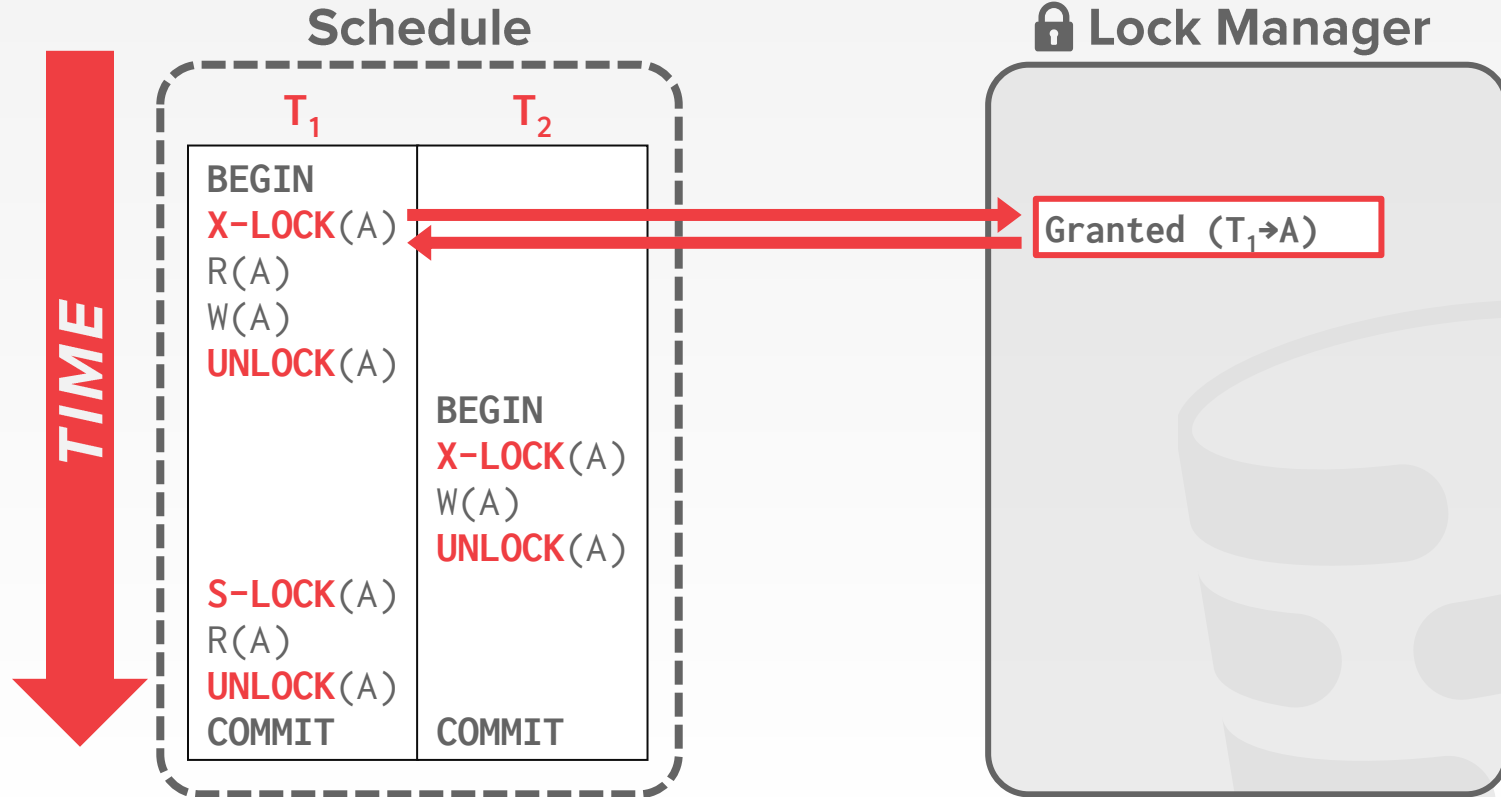 Schedule
Lock Manager
TIME
T₁ T₂
BEGIN
X-LOCK(A)
Granted (T₁→A)
R(A)
W(A)
UNLOCK(A)
BEGIN
X-LOCK(A)
W(A)
UNLOCK(A)
S-LOCK(A)
R(A)
UNLOCK(A)
COMMIT COMMIT